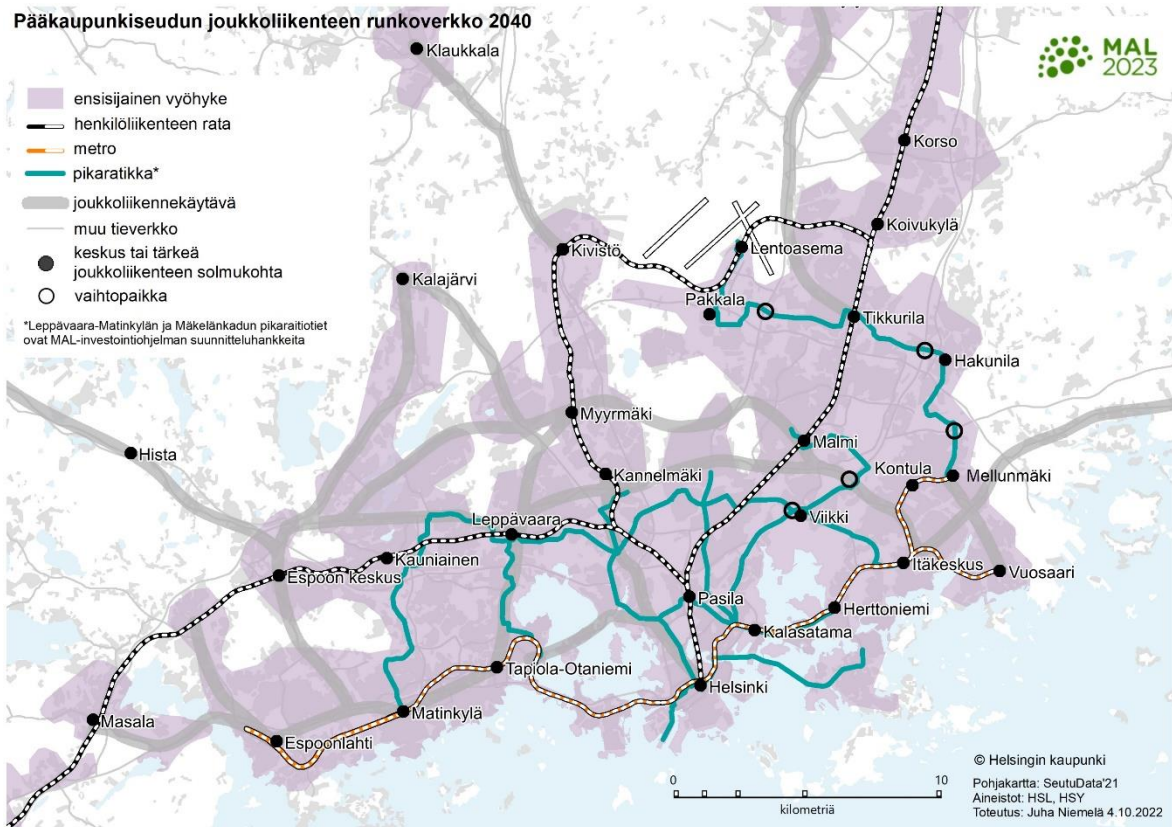 Pääkaupunkiseudun joukkoliikenteen runkoverkko 2040
MAL
2023
ensisijainen vyöhyke
henkilöliikenteen rata
metro
pikaratikka*
joukkoliikennekäytävä
muu tieverkko
keskus tai tärkeä
joukkoliikenteen solmukohta
vaihtopaikka
*Leppävaara-Matinkylän ja Mäkelänkadun pikaraitiotiet
ovat MAL-investointiohjelman suunnitteluhankkeita
Klaukkala
Korso
Koivukylä
Kivistö
Lentoasema
Kalajärvi
Pakkala
Tikkurila
Hakunila
Myyrmäki
Malmi
Hista
Kannelmäki
Kontula
Mellunmäki
Leppävaara
Viikki
Kauniainen
Espoon keskus
Itäkeskus
Vuosaari
Pasila
Herttoniemi
Kalasatama
Tapiola-Otaniemi
Helsinki
Masala
Matinkylä
Espoonlahti
0
10
kilometriä
© Helsingin kaupunki
Pohjakartta: SeutuData'21
Aineistot: HSL, HSY
Toteutus: Juha Niemelä 4.10.2022